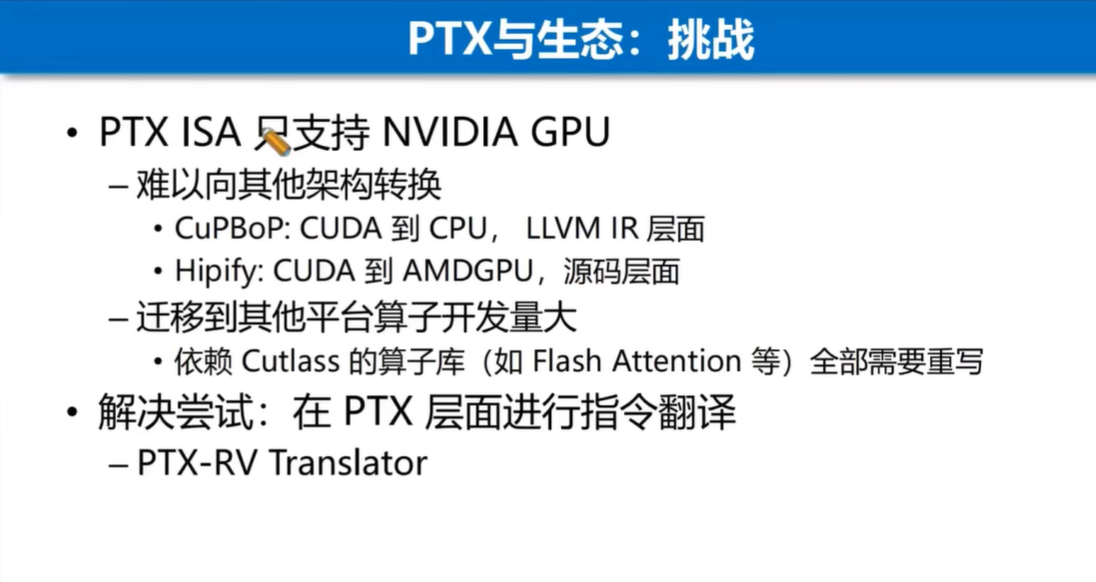 PTX与生态：挑战
• PTX ISA 只支持 NVIDIA GPU
– 难以向其他架构转换
• CuPBoP: CUDA 到 CPU， LLVM IR 层面
• Hipify: CUDA 到 AMDGPU，源码层面
– 迁移到其他平台算子开发量大
• 依赖 Cutlass 的算子库（如 Flash Attention 等）全部需要重写
• 解决尝试：在 PTX 层面进行指令翻译
– PTX-RV Translator